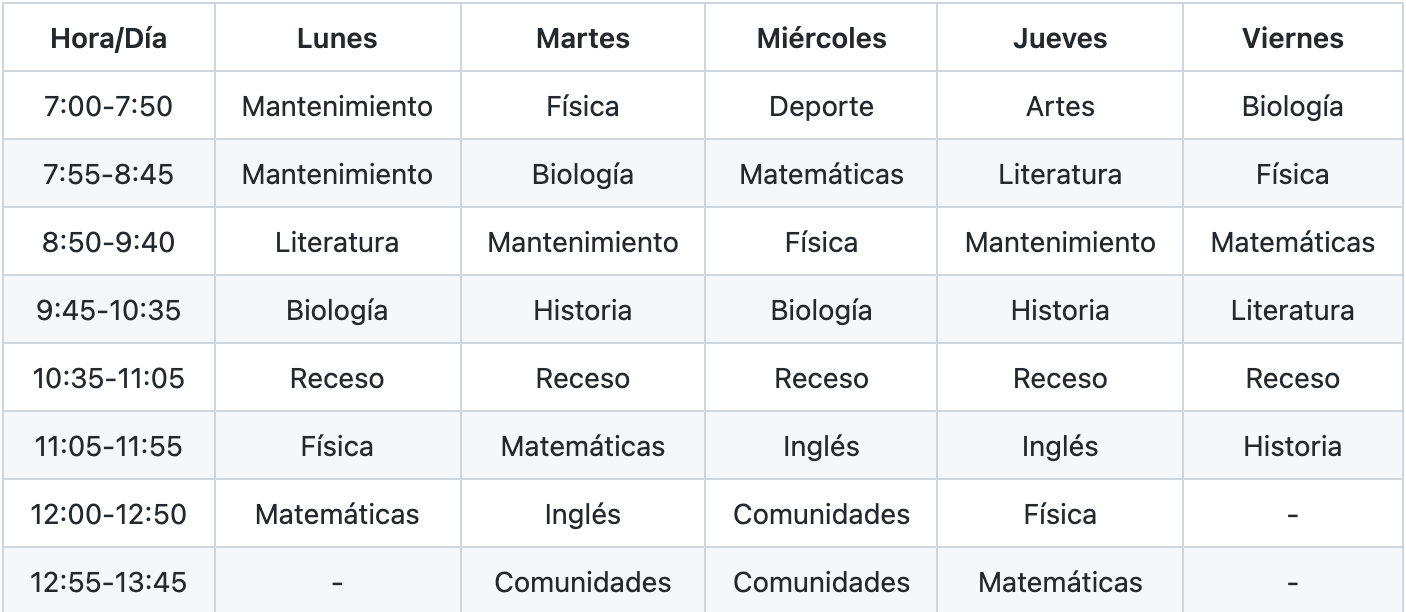 Hora/Día Lunes Martes Miércoles Jueves Viernes
7:00-7:50 Mantenimiento Física Deporte Artes Biología
7:55-8:45 Mantenimiento Biología Matemáticas Literatura Física
8:50-9:40 Literatura Mantenimiento Física Mantenimiento Matemáticas
9:45-10:35 Biología Historia Biología Historia Literatura
10:35-11:05 Receso Receso Receso Receso Receso
11:05-11:55 Física Matemáticas Inglés Inglés Historia
12:00-12:50 Matemáticas Inglés Comunidades Física -
12:55-13:45 - Comunidades Comunidades Matemáticas -